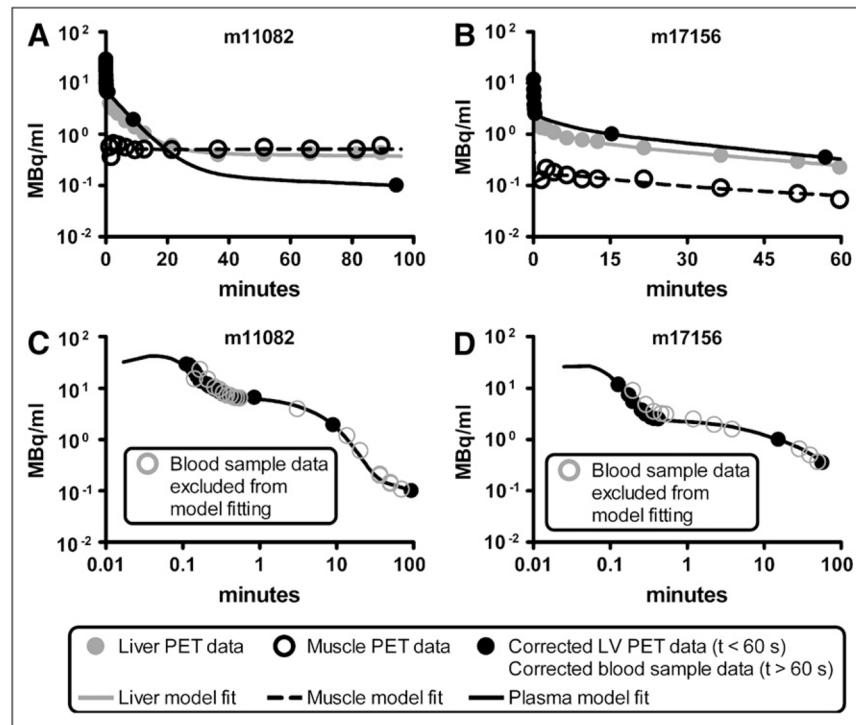 A
m11082
B
m17156
MBq/ml
10²
10¹
10⁰
10⁻¹
10⁻²
0 20 40 60 80 100
minutes
10²
10¹
10⁰
10⁻¹
10⁻²
0 15 30 45 60
minutes
C
m11082
D
m17156
MBq/ml
10²
10¹
10⁰
10⁻¹
10⁻²
Blood sample data
excluded from
model fitting
0.01 0.1 1 10 100
minutes
10²
10¹
10⁰
10⁻¹
10⁻²
Blood sample data
excluded from
model fitting
0.01 0.1 1 10 100
minutes
Liver PET data
Muscle PET data
Corrected LV PET data (t < 60 s)
Corrected blood sample data (t > 60 s)
Liver model fit
Muscle model fit
Plasma model fit